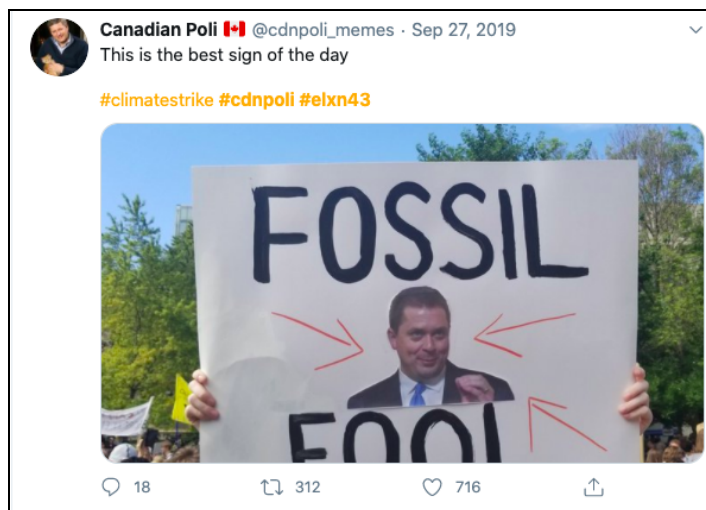 Canadian Poli 🇨🇦 @cdnpoli_memes · Sep 27, 2019
This is the best sign of the day
#climatestrike #cdnpoli #elxn43
FOSSIL
FOOL
18 312 716